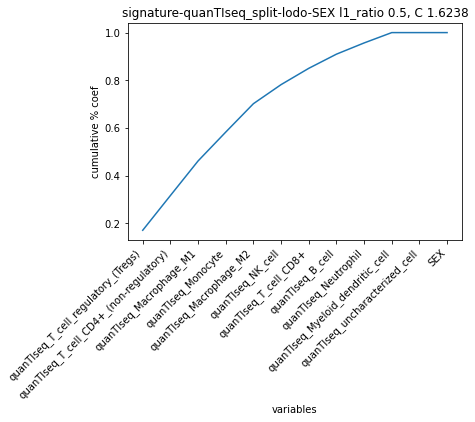 signature-quanTIseq_split-lodo-SEX l1_ratio 0.5, C 1.6238
cumulative % coef
1.0
0.8
0.6
0.4
0.2
quanTIseq_T_cell_regulatory_(Tregs)
quanTIseq_T_cell_CD4+_(non-regulatory)
quanTIseq_Macrophage_M1
quanTIseq_Monocyte
quanTIseq_Macrophage_M2
quanTIseq_NK_cell
quanTIseq_T_cell_CD8+
quanTIseq_B_cell
quanTIseq_Neutrophil
quanTIseq_Myeloid_dendritic_cell
quanTIseq_uncharacterized_cell
SEX
variables